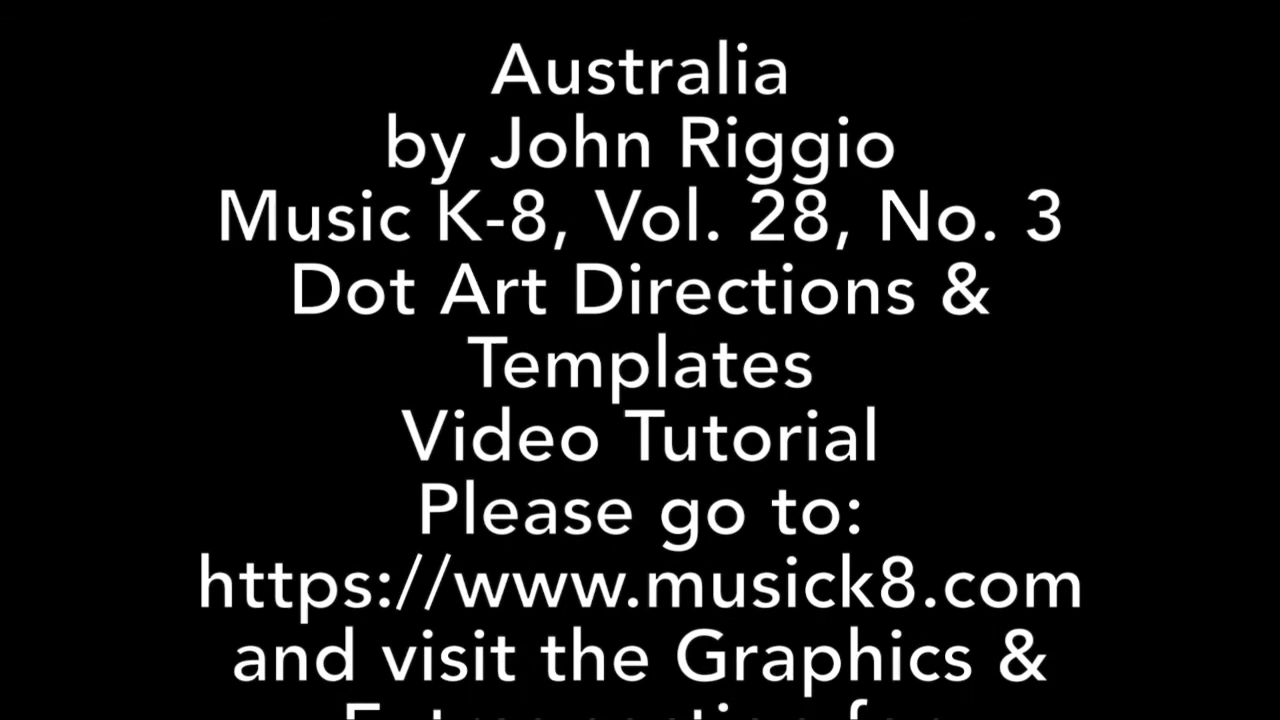 Australia
by John Riggio
Music K-8, Vol. 28, No. 3
Dot Art Directions &
Templates
Video Tutorial
Please go to:
https://www.musick8.com
and visit the Graphics &